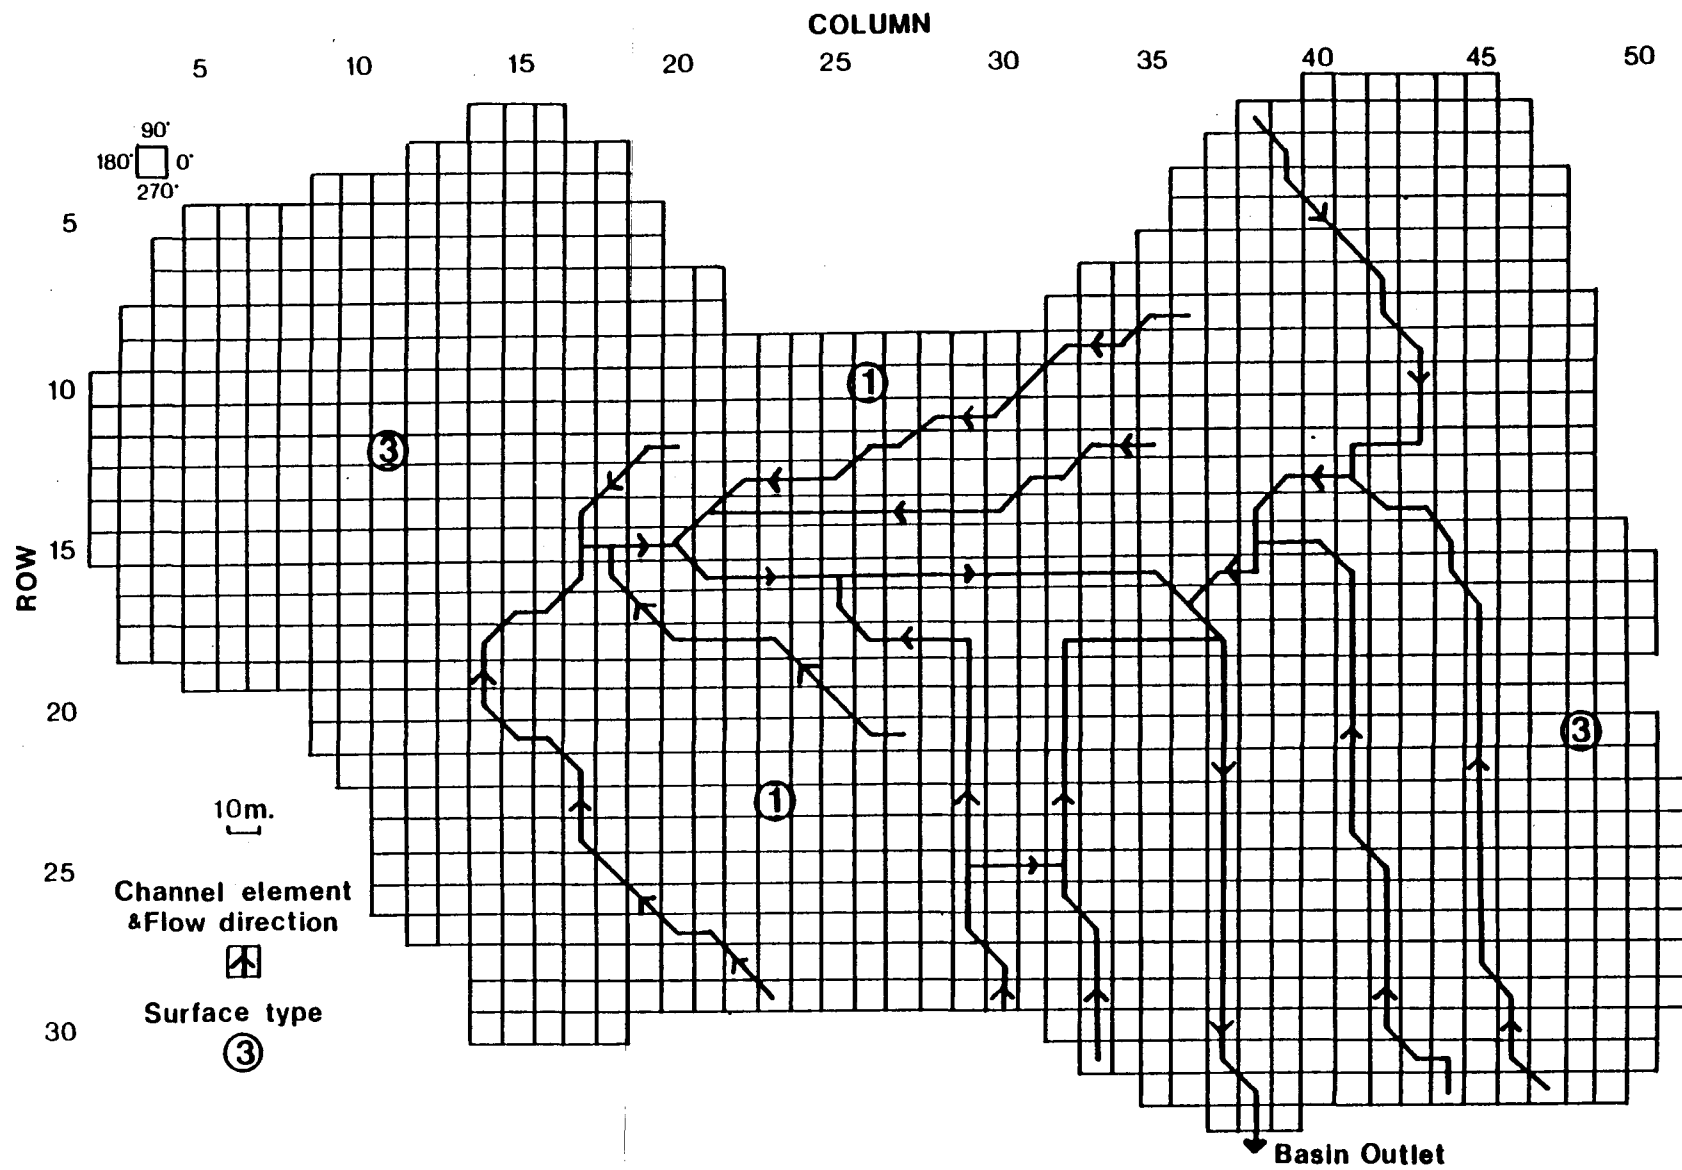 COLUMN
5 10 15 20 25 30 35 40 45 50
90°
180° 0°
270°
5
10
15
20
25
30
ROW
1
3
3
1
10m.
Channel element
&Flow direction
Surface type
3
Basin Outlet